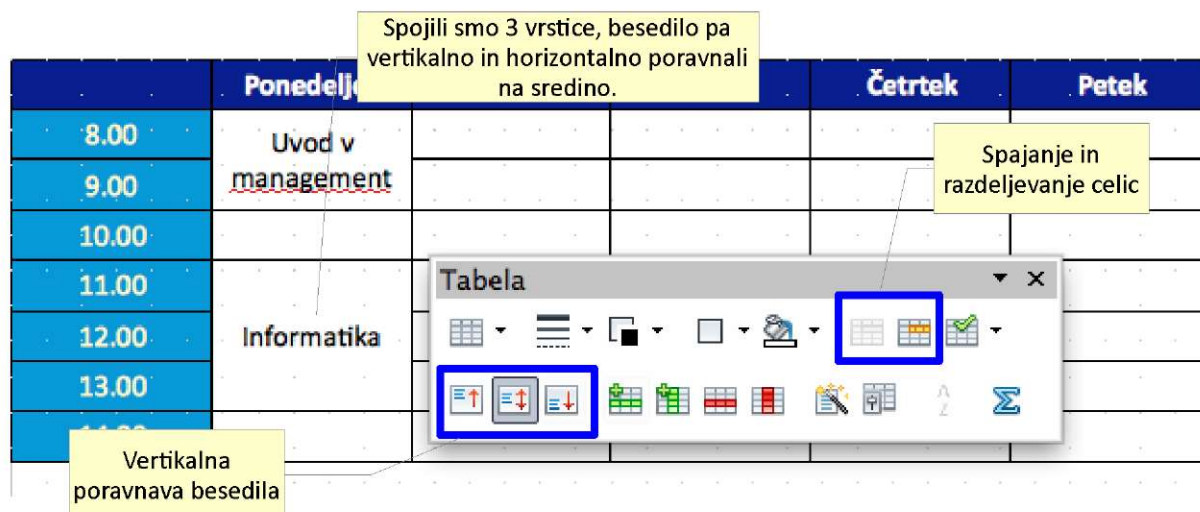 Spojili smo 3 vrstice, besedilo pa
vertikalno in horizontalno poravnali
na sredino.
Četrtek Petek
8.00 Uvod v
management
9.00
Spajanje in
razdeljevanje celic
10.00
11.00
Tabela
12.00 Informatika
13.00
Vertikalna
poravnava besedila